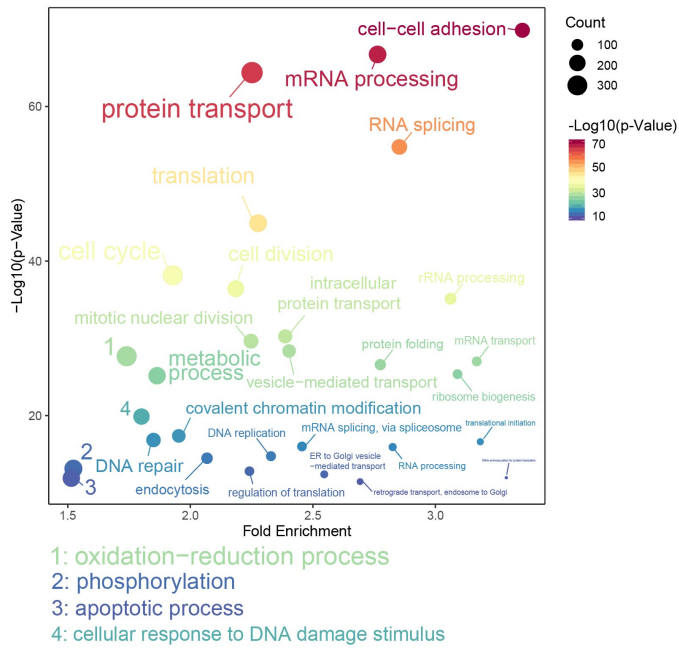 cell−cell adhesion
mRNA processing
protein transport
RNA splicing
translation
cell cycle
cell division
intracellular
protein transport
rRNA processing
mitotic nuclear division
1
metabolic
process
vesicle−mediated transport
protein folding
mRNA transport
ribosome biogenesis
4
covalent chromatin modification
DNA repair
DNA replication
mRNA splicing, via spliceosome
translational initiation
2
3
endocytosis
regulation of translation
ER to Golgi vesicle
−mediated transport
RNA processing
retrograde transport, endosome to Golgi
−Log10(p−Value)
60
40
20
1.5
2.0
2.5
3.0
Fold Enrichment
Count
100
200
300
-Log10(p-Value)
70
50
30
10
1: oxidation−reduction process
2: phosphorylation
3: apoptotic process
4: cellular response to DNA damage stimulus